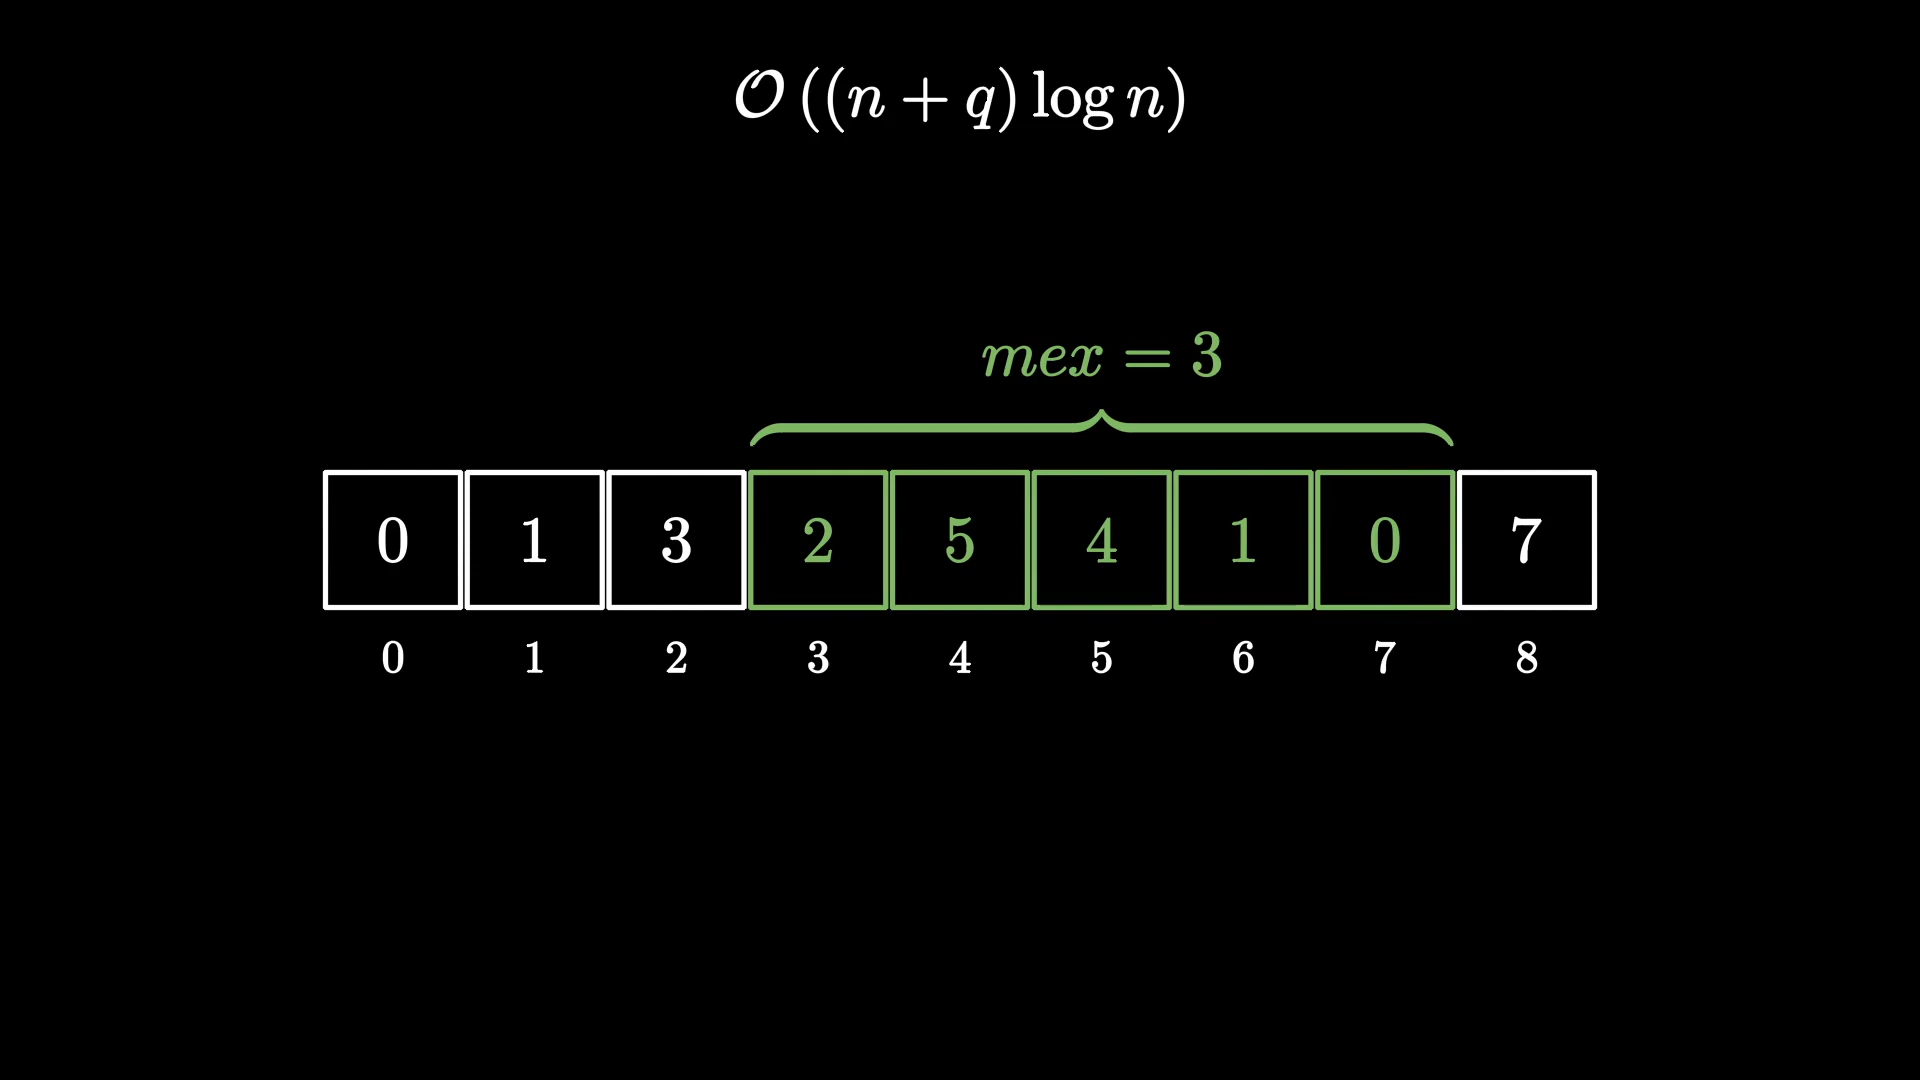 𝒪((n + q) log n)
mex = 3
0 1 3 2 5 4 1 0 7
0 1 2 3 4 5 6 7 8